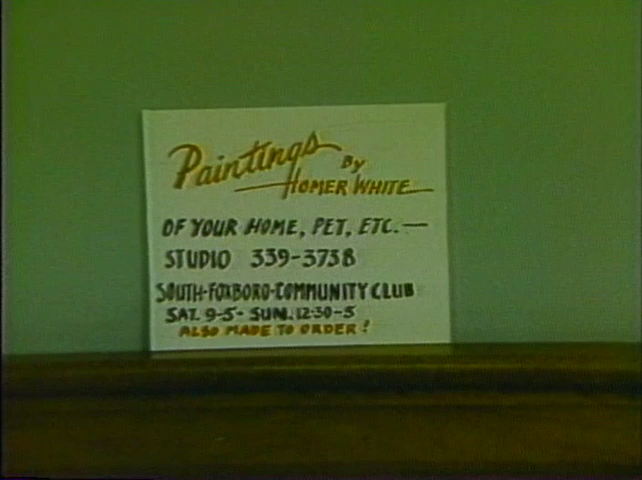 Paintings By
HOMER WHITE
OF YOUR HOME, PET, ETC.—
STUDIO 339-3738
SOUTH-FOXBORO-COMMUNITY CLUB
SAT. 9-5- SUN. 12:30-5
ALSO MADE TO ORDER!